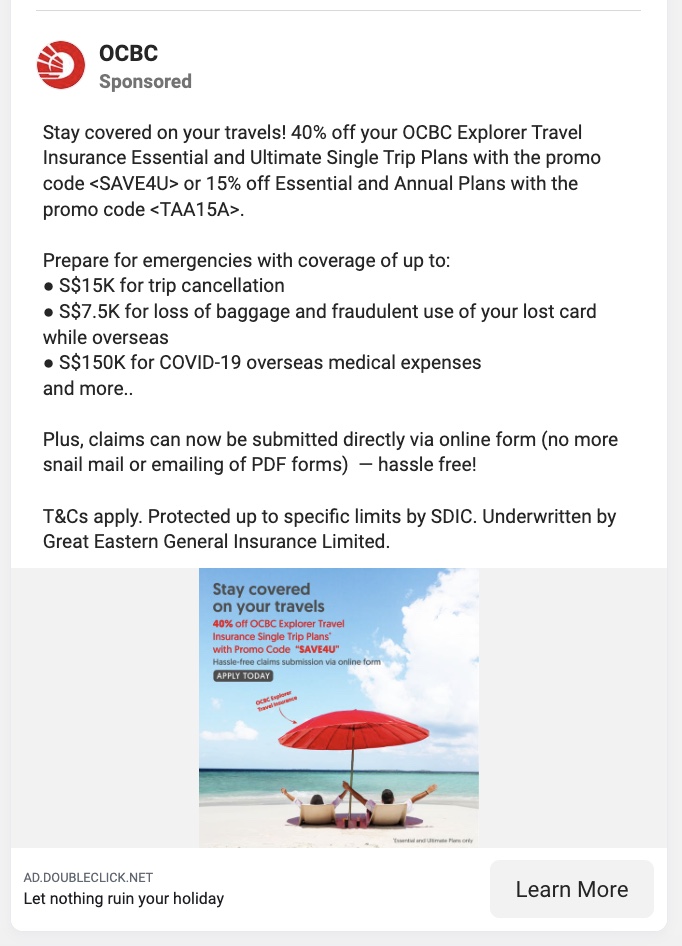 OCBC
Sponsored
Stay covered on your travels! 40% off your OCBC Explorer Travel
Insurance Essential and Ultimate Single Trip Plans with the promo
code <SAVE4U> or 15% off Essential and Annual Plans with the
promo code <TAA15A>.
Prepare for emergencies with coverage of up to:
● S$15K for trip cancellation
● S$7.5K for loss of baggage and fraudulent use of your lost card
while overseas
● S$150K for COVID-19 overseas medical expenses
and more..
Plus, claims can now be submitted directly via online form (no more
snail mail or emailing of PDF forms)  — hassle free!
T&Cs apply. Protected up to specific limits by SDIC. Underwritten by
Great Eastern General Insurance Limited.
Stay covered
on your travels
40% off OCBC Explorer Travel
Insurance Single Trip Plans*
with Promo Code "SAVE4U"
Hassle-free claims submission via online form
APPLY TODAY
OCBC Explorer
Travel Insurance
*Essential and Ultimate Plans only
AD.DOUBLECLICK.NET
Let nothing ruin your holiday
Learn More